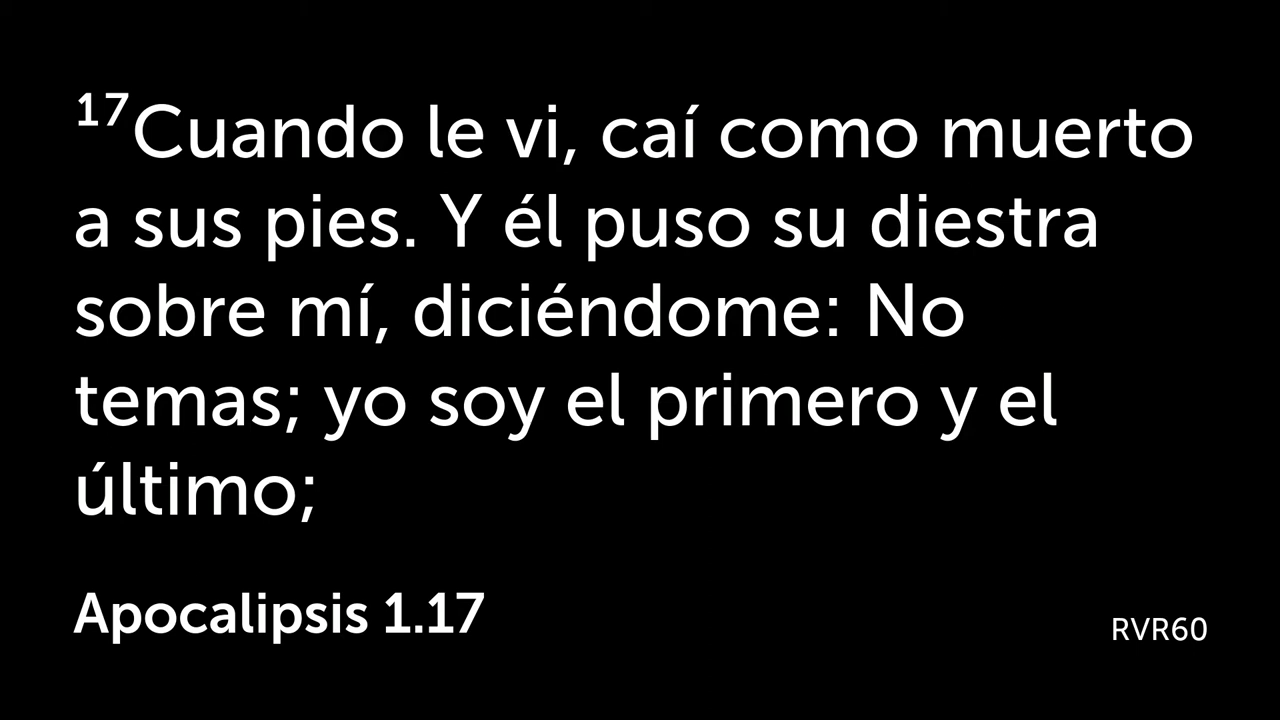 ¹⁷Cuando le vi, caí como muerto
a sus pies. Y él puso su diestra
sobre mí, diciéndome: No
temas; yo soy el primero y el
último;
Apocalipsis 1.17
RVR60